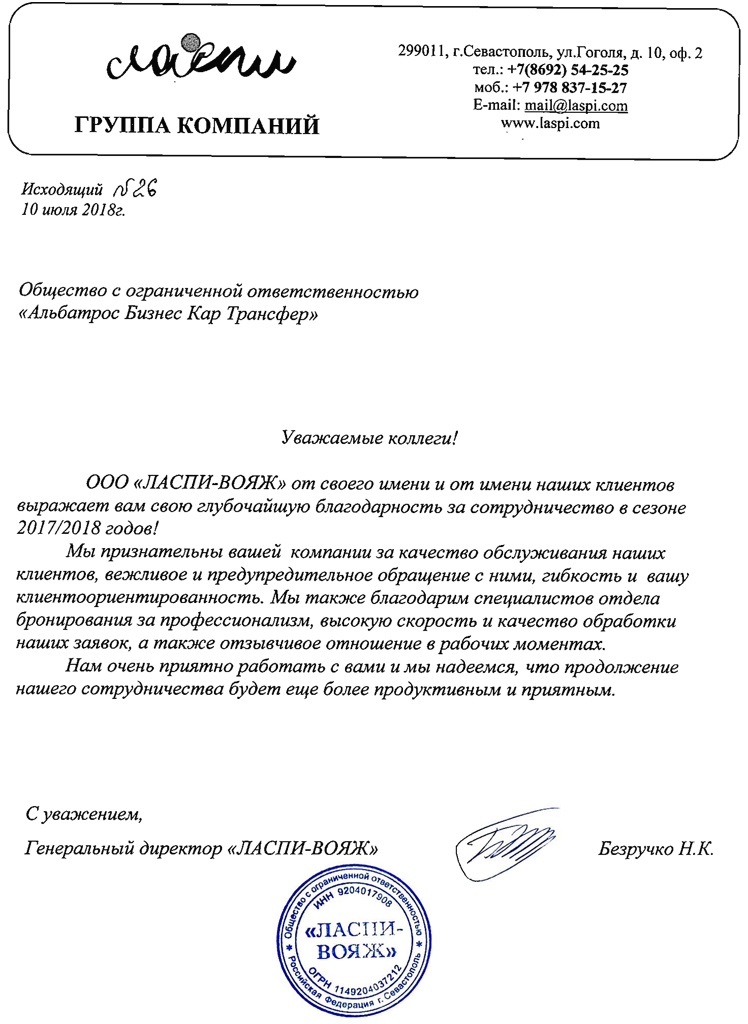 ласпи
ГРУППА КОМПАНИЙ
299011, г.Севастополь, ул.Гоголя, д. 10, оф. 2
тел.: +7(8692) 54-25-25
моб.: +7 978 837-15-27
E-mail: mail@laspi.com
www.laspi.com
Исходящий №26
10 июля 2018г.
Общество с ограниченной ответственностью
«Альбатрос Бизнес Кар Трансфер»
Уважаемые коллеги!
ООО «ЛАСПИ-ВОЯЖ» от своего имени и от имени наших клиентов
выражает вам свою глубочайшую благодарность за сотрудничество в сезоне
2017/2018 годов!
Мы признательны вашей компании за качество обслуживания наших
клиентов, вежливое и предупредительное обращение с ними, гибкость и вашу
клиентоориентированность. Мы также благодарим специалистов отдела
бронирования за профессионализм, высокую скорость и качество обработки
наших заявок, а также отзывчивое отношение в рабочих моментах.
Нам очень приятно работать с вами и мы надеемся, что продолжение
нашего сотрудничества будет еще более продуктивным и приятным.
С уважением,
Генеральный директор «ЛАСПИ-ВОЯЖ»
Безручко Н.К.
Общество с ограниченной ответственностью
ИНН 9204017908
«ЛАСПИ-
ВОЯЖ»
ОГРН 1149204037212
Российская Федерация г. Севастополь